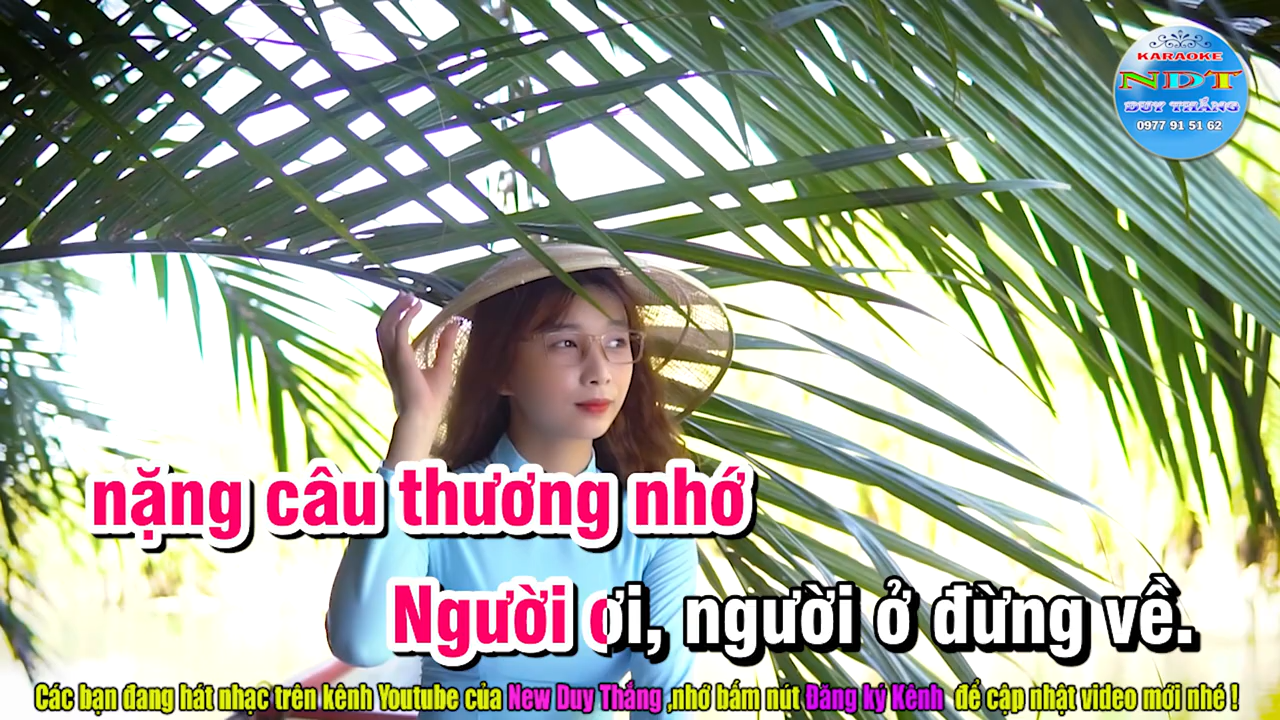 KARAOKE
NDT
DUY THẮNG
0977 91 51 62
nặng câu thương nhớ
Người ơi, người ở đừng về.
Các bạn đang hát nhạc trên kênh Youtube của New Duy Thắng ,nhớ bấm nút Đăng ký Kênh để cập nhật video mới nhé !